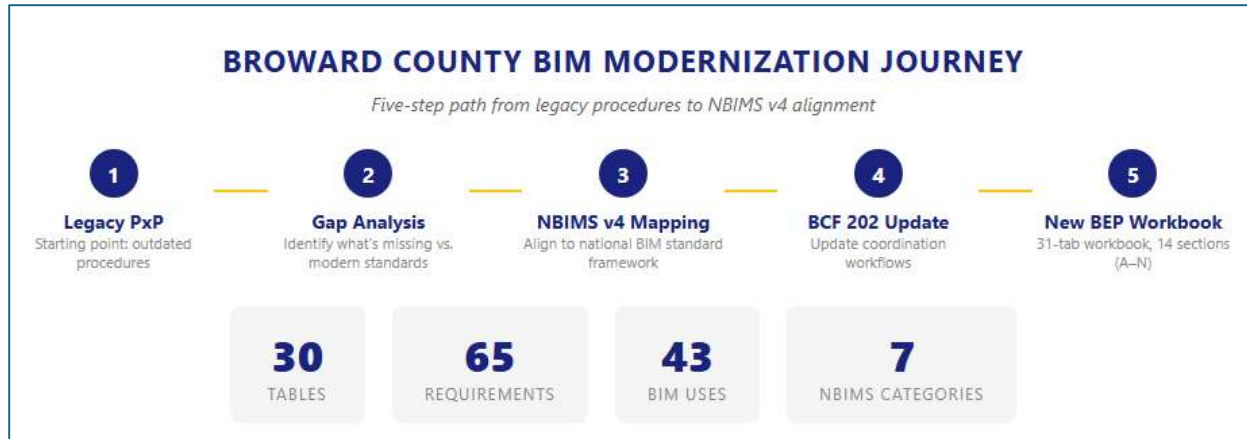 BROWARD COUNTY BIM MODERNIZATION JOURNEY
Five-step path from legacy procedures to NBIMS v4 alignment
1
Legacy PxP
Starting point: outdated
procedures
2
Gap Analysis
Identify what's missing vs.
modern standards
3
NBIMS v4 Mapping
Align to national BIM standard
framework
4
BCF 202 Update
Update coordination
workflows
5
New BEP Workbook
31-tab workbook, 14 sections
(A–N)
30
TABLES
65
REQUIREMENTS
43
BIM USES
7
NBIMS CATEGORIES